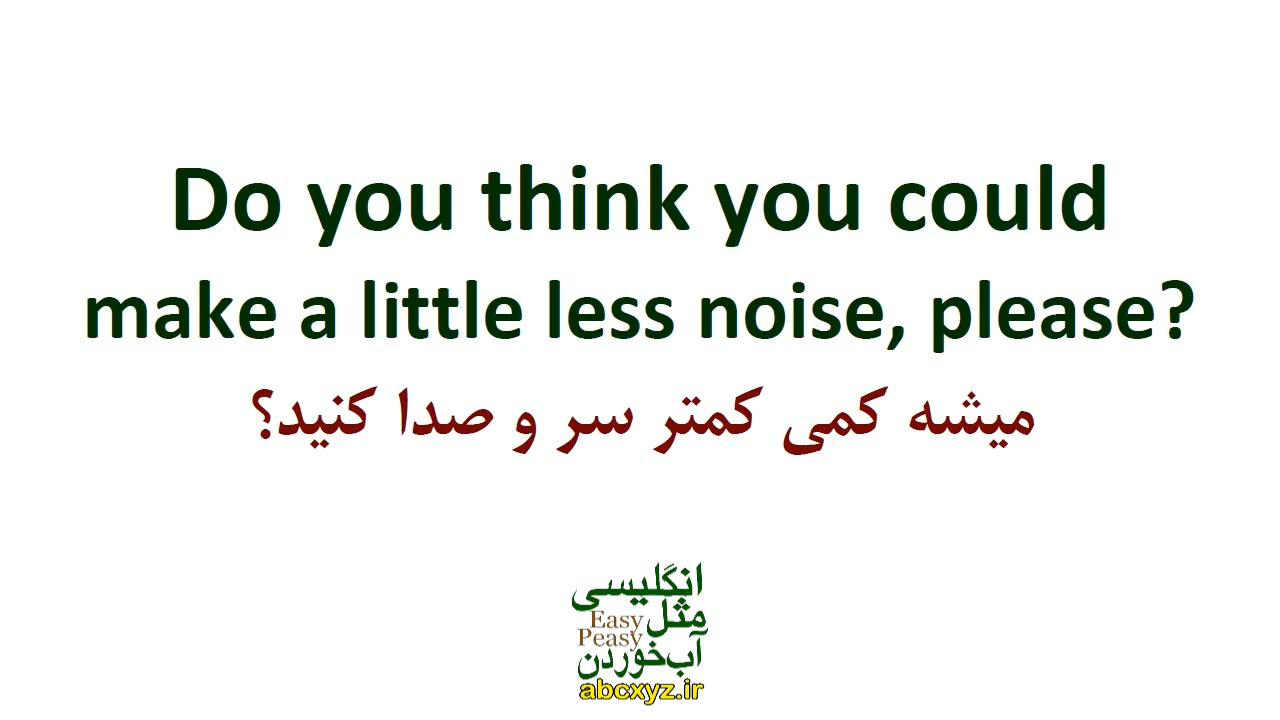 Do you think you could
make a little less noise, please?
میشه کمی کمتر سر و صدا کنید؟
انگلیسی
مثل
Easy
Peasy
آب‌خوردن
abcxyz.ir